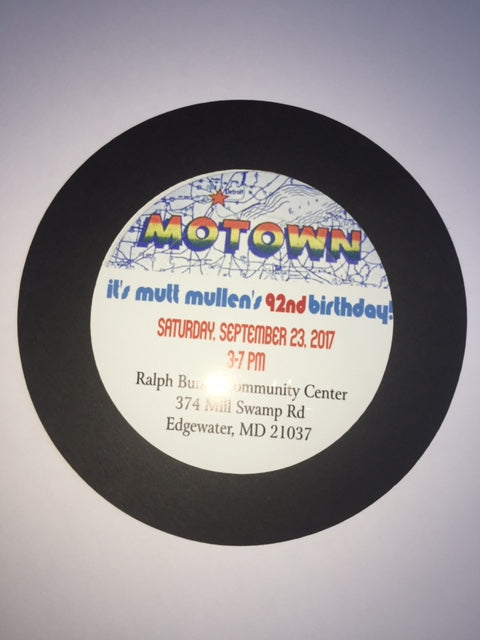 Detroit
MOTOWN
it's mutt mullen's 92nd birthday!
SATURDAY, SEPTEMBER 23, 2017
3-7 PM
Ralph Community Center
374 Mill Swamp Rd
Edgewater, MD 21037